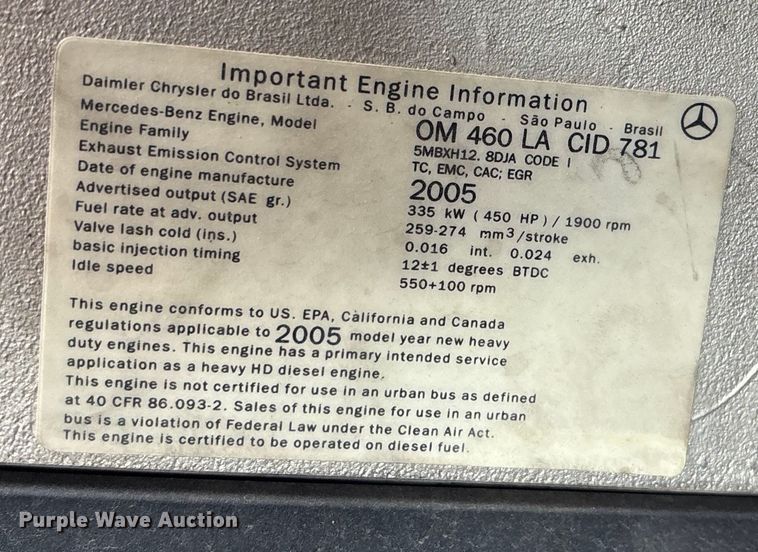 Important Engine Information
Daimler Chrysler do Brasil Ltda. - S. B. do Campo - São Paulo - Brasil
Mercedes-Benz Engine, Model OM 460 LA CID 781
Engine Family 5MBXH12. 8DJA CODE I
Exhaust Emission Control System TC, EMC, CAC; EGR
Date of engine manufacture 2005
Advertised output (SAE gr.) 335 kW ( 450 HP ) / 1900 rpm
Fuel rate at adv. output 259-274 mm3/stroke
Valve lash cold (ins.) 0.016 int. 0.024 exh.
basic injection timing 12±1 degrees BTDC
Idle speed 550+100 rpm
This engine conforms to US. EPA, California and Canada
regulations applicable to 2005 model year new heavy
duty engines. This engine has a primary intended service
application as a heavy HD diesel engine.
This engine is not certified for use in an urban bus as defined
at 40 CFR 86.093-2. Sales of this engine for use in an urban
bus is a violation of Federal Law under the Clean Air Act.
This engine is certified to be operated on diesel fuel.
Purple Wave Auction